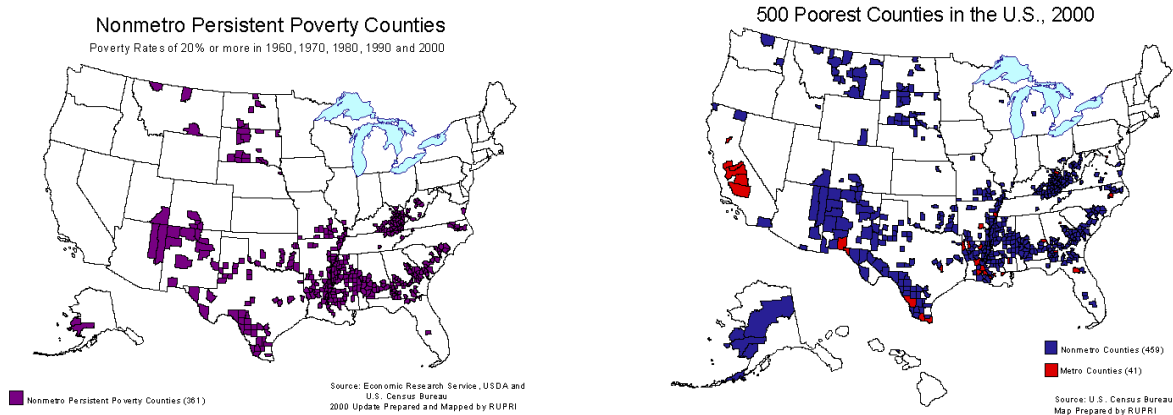 Nonmetro Persistent Poverty Counties
Poverty Rates of 20% or more in 1960, 1970, 1980, 1990 and 2000
Nonmetro Persistent Poverty Counties (361)
Source: Economic Research Service, USDA and
U.S. Census Bureau
2000 Update Prepared and Mapped by RUPRI
500 Poorest Counties in the U.S., 2000
Nonmetro Counties (459)
Metro Counties (41)
Source: U.S. Census Bureau
Map Prepared by RUPRI